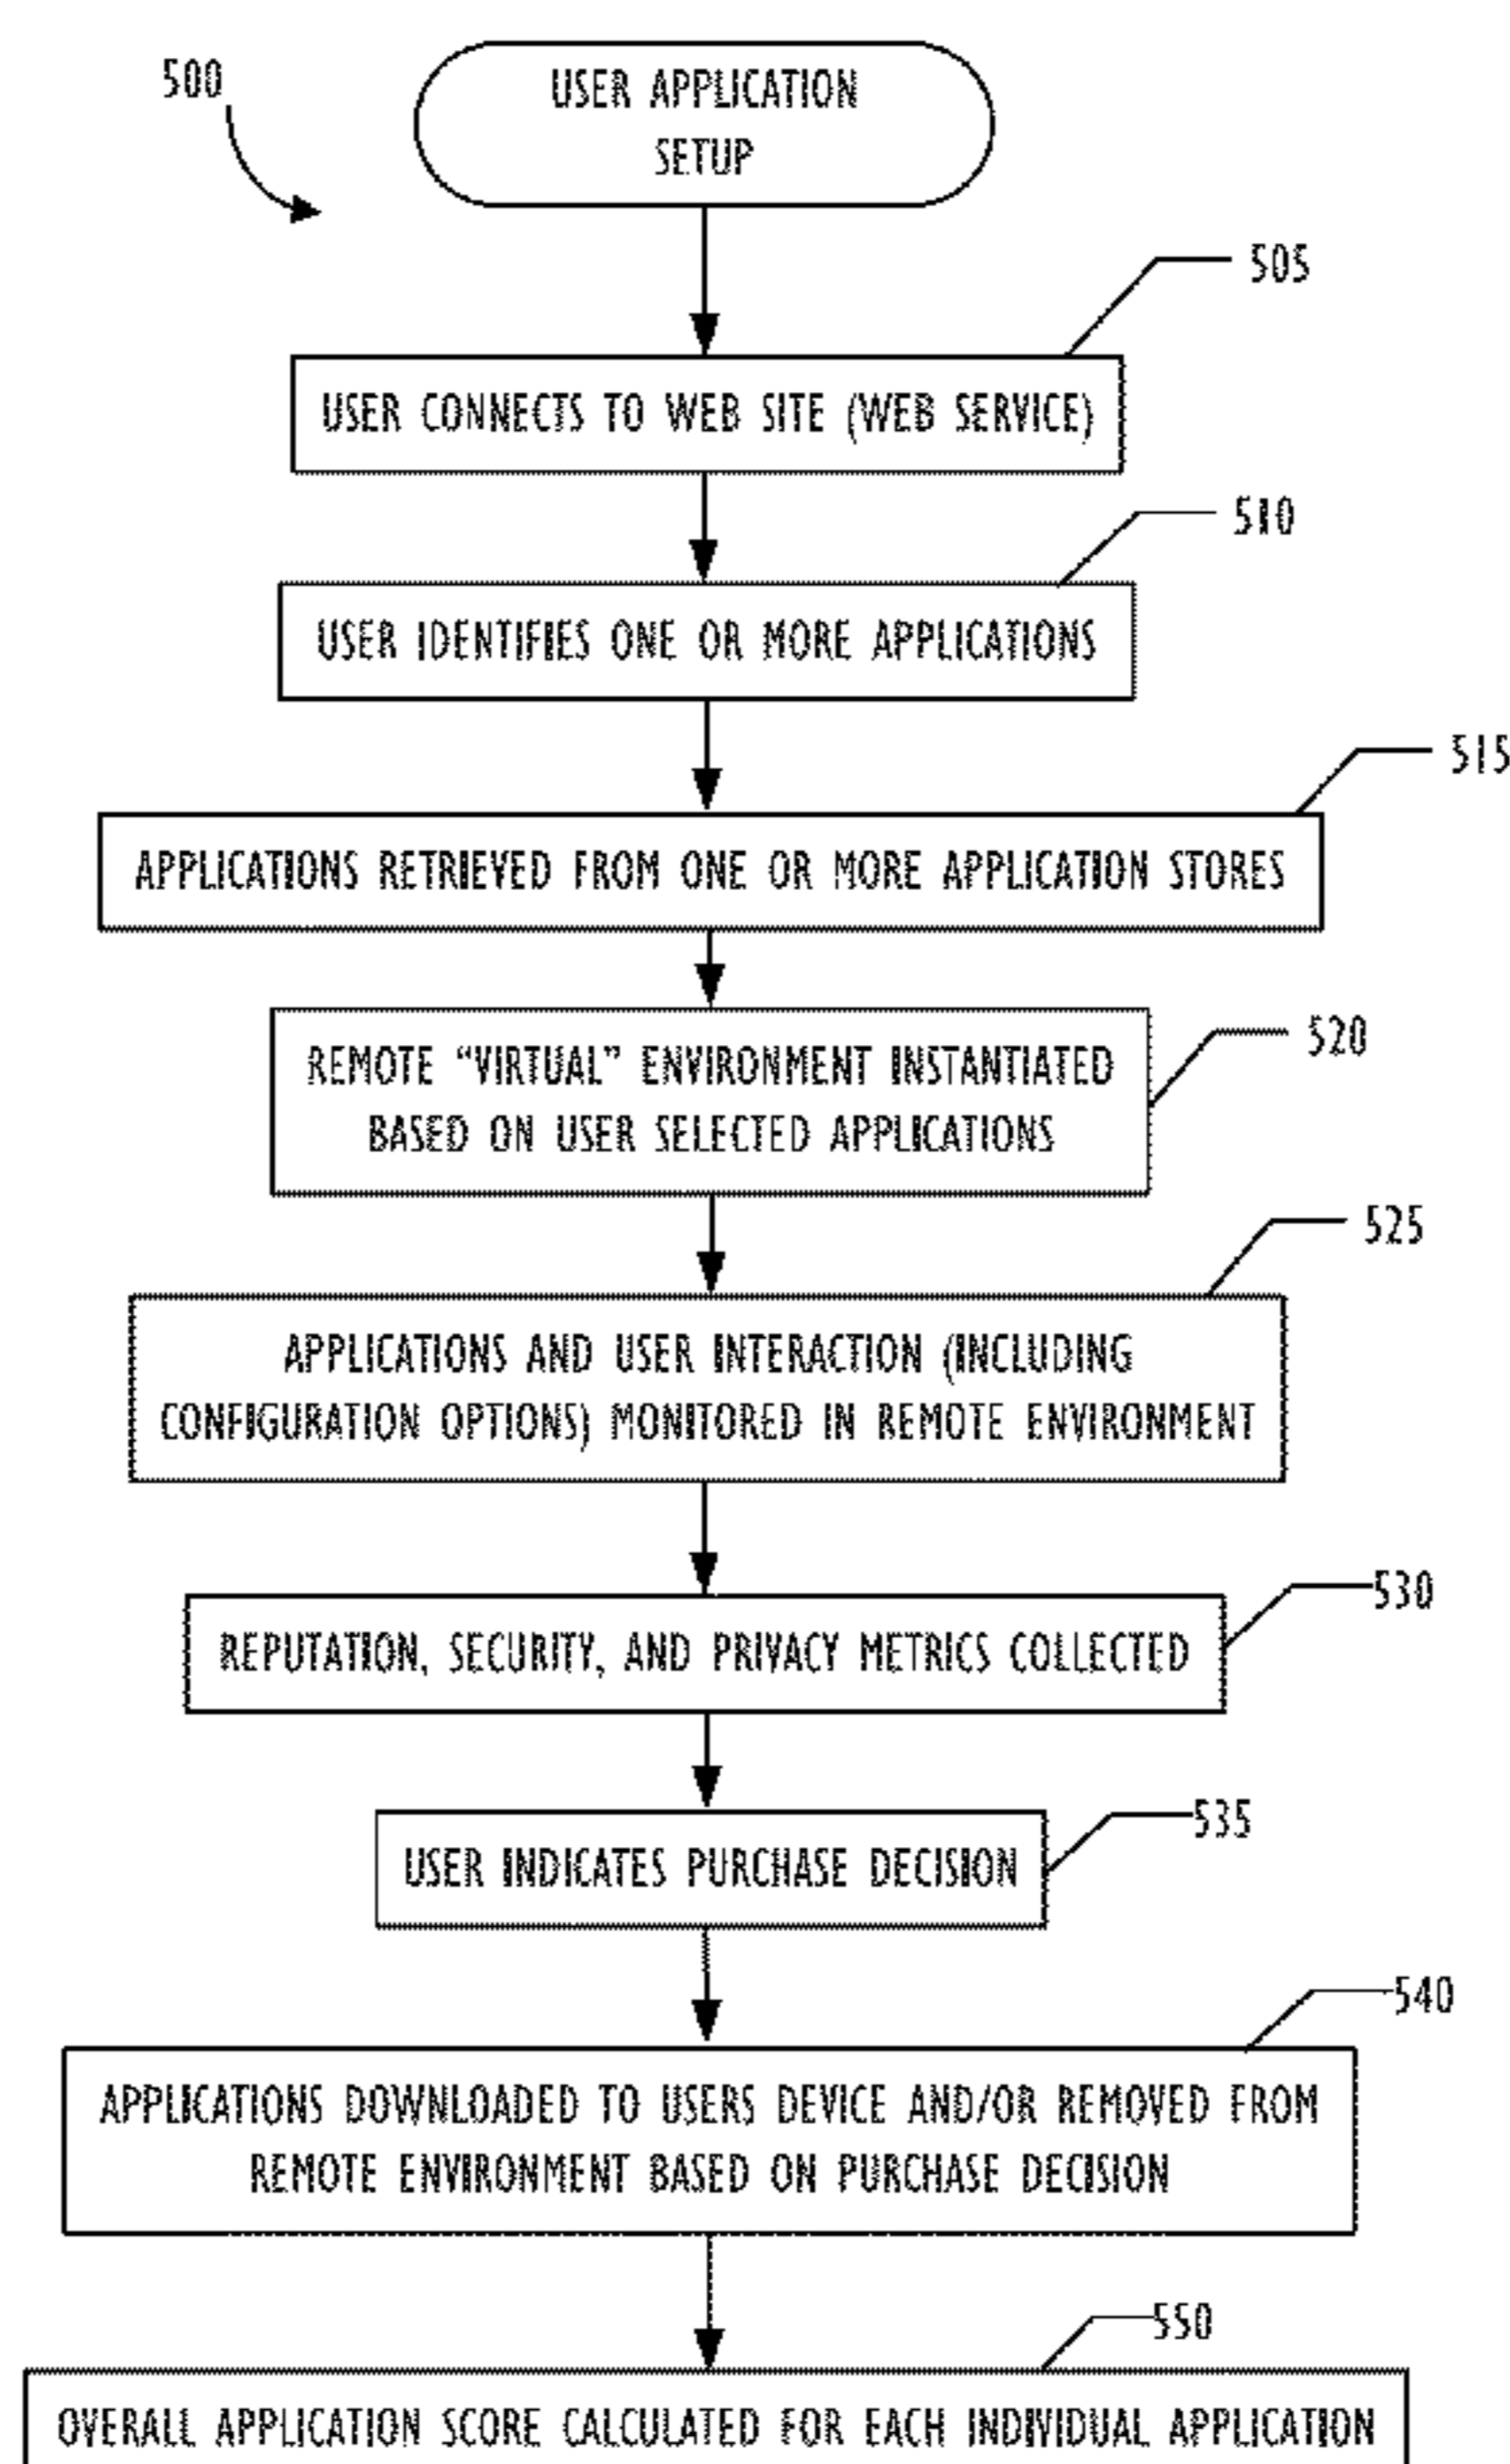 500
USER APPLICATION
SETUP
505
USER CONNECTS TO WEB SITE (WEB SERVICE)
510
USER IDENTIFIES ONE OR MORE APPLICATIONS
515
APPLICATIONS RETRIEVED FROM ONE OR MORE APPLICATION STORES
520
REMOTE “VIRTUAL” ENVIRONMENT INSTANTIATED
BASED ON USER SELECTED APPLICATIONS
525
APPLICATIONS AND USER INTERACTION (INCLUDING
CONFIGURATION OPTIONS) MONITORED IN REMOTE ENVIRONMENT
530
REPUTATION, SECURITY, AND PRIVACY METRICS COLLECTED
535
USER INDICATES PURCHASE DECISION
540
APPLICATIONS DOWNLOADED TO USERS DEVICE AND/OR REMOVED FROM
REMOTE ENVIRONMENT BASED ON PURCHASE DECISION
550
OVERALL APPLICATION SCORE CALCULATED FOR EACH INDIVIDUAL APPLICATION